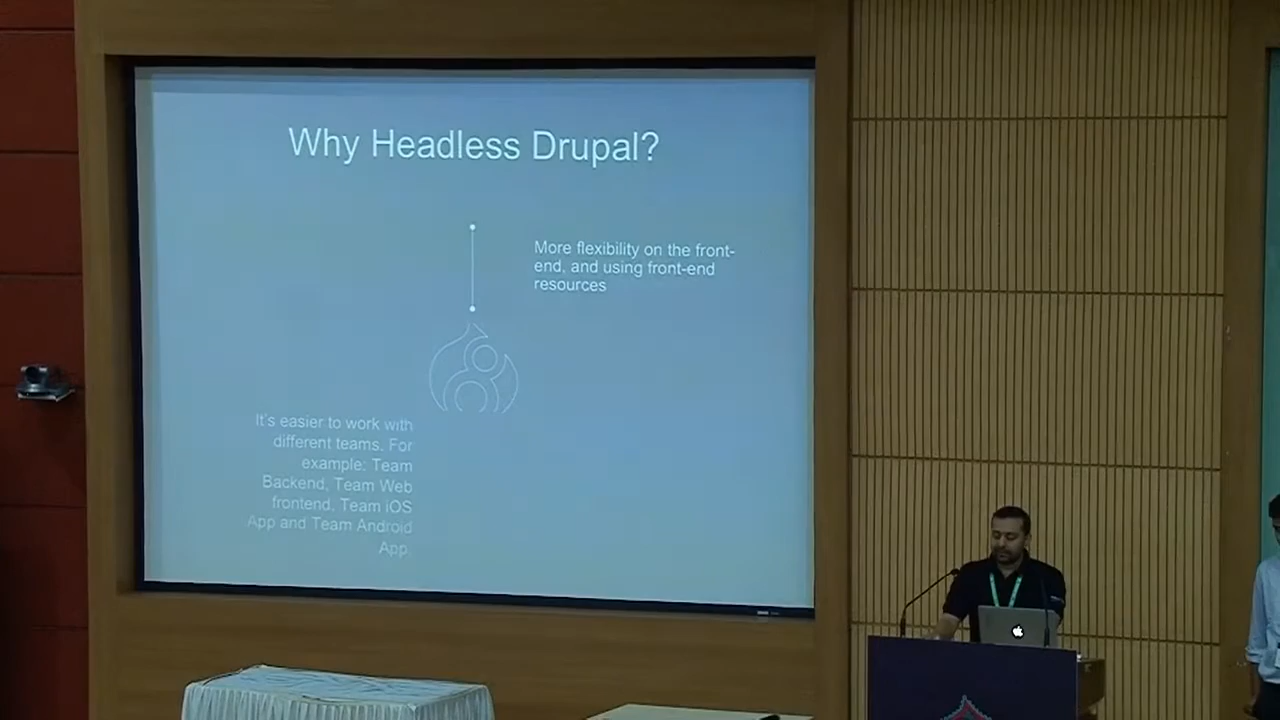 Why Headless Drupal?
More flexibility on the front-
end, and using front-end
resources
It's easier to work with
different teams. For
example: Team
Backend, Team Web
frontend, Team iOS
App and Team Android
App.